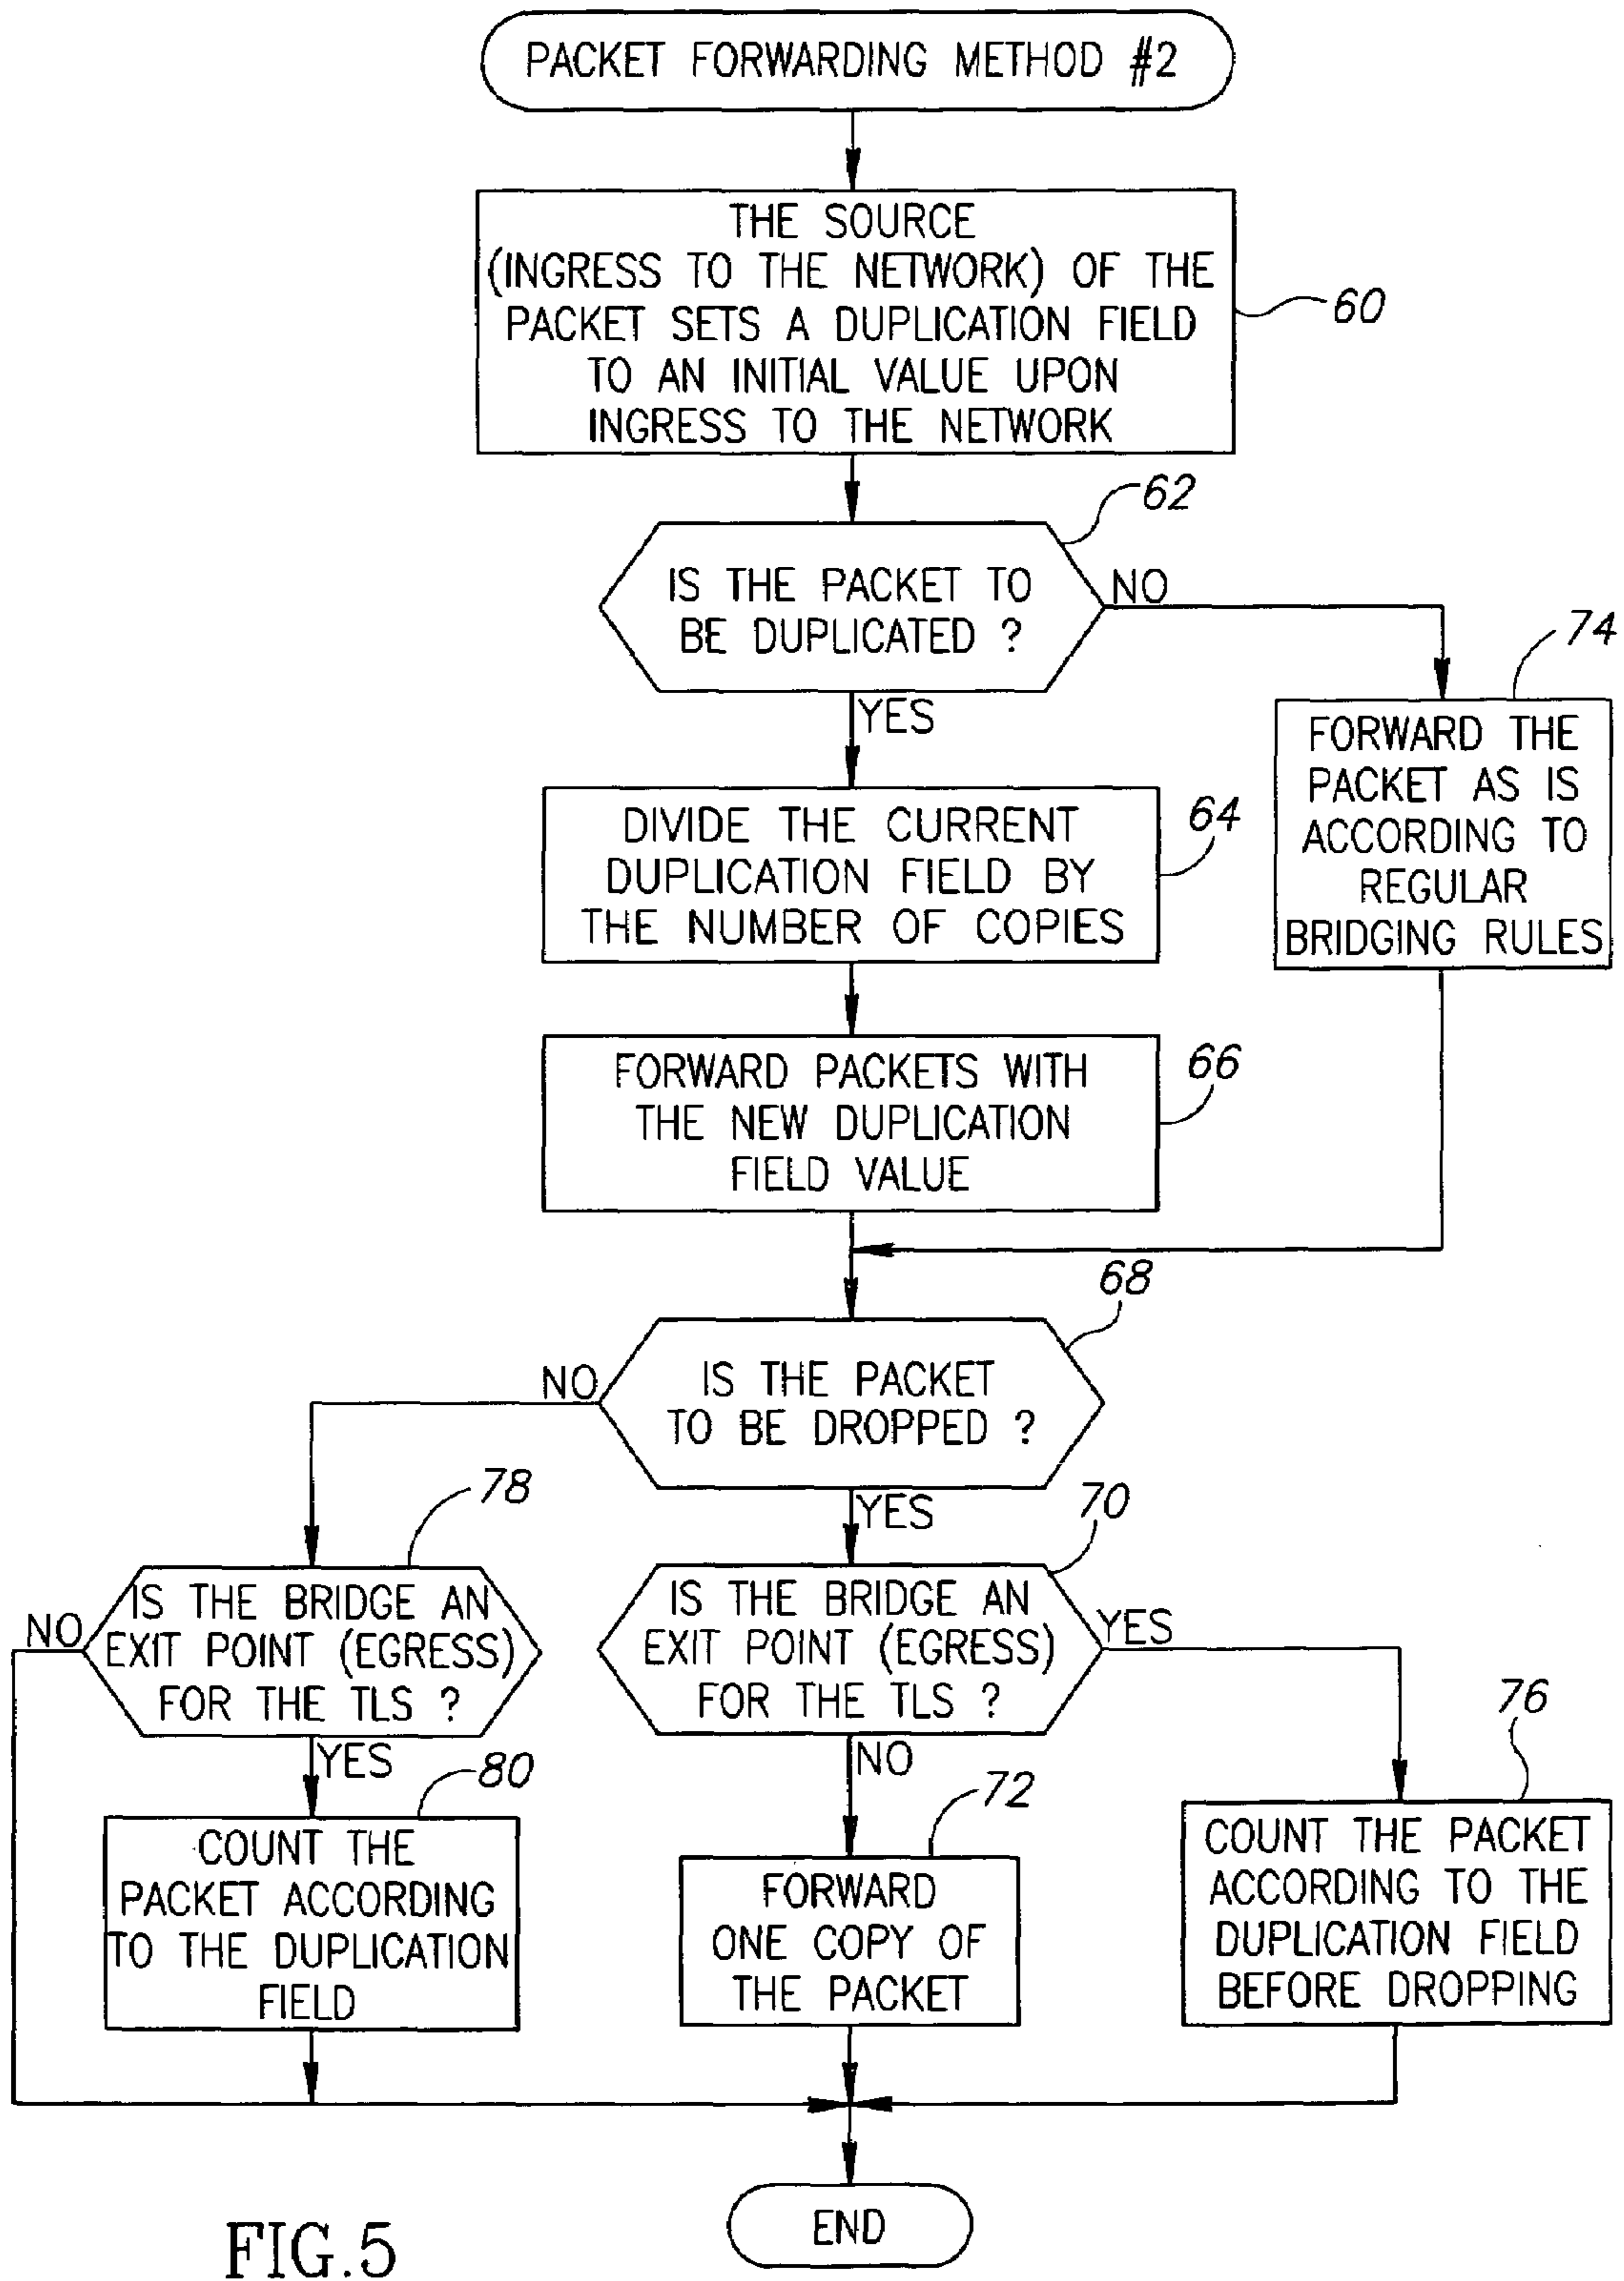 PACKET FORWARDING METHOD #2
THE SOURCE
(INGRESS TO THE NETWORK) OF THE
PACKET SETS A DUPLICATION FIELD
TO AN INITIAL VALUE UPON
INGRESS TO THE NETWORK
60
62
IS THE PACKET TO
BE DUPLICATED ?
NO
YES
74
FORWARD THE
PACKET AS IS
ACCORDING TO
REGULAR
BRIDGING RULES
64
DIVIDE THE CURRENT
DUPLICATION FIELD BY
THE NUMBER OF COPIES
66
FORWARD PACKETS WITH
THE NEW DUPLICATION
FIELD VALUE
68
IS THE PACKET
TO BE DROPPED ?
NO
YES
78
IS THE BRIDGE AN
EXIT POINT (EGRESS)
FOR THE TLS ?
NO
YES
70
IS THE BRIDGE AN
EXIT POINT (EGRESS)
FOR THE TLS ?
YES
NO
80
COUNT THE
PACKET ACCORDING
TO THE DUPLICATION
FIELD
72
FORWARD
ONE COPY OF
THE PACKET
76
COUNT THE PACKET
ACCORDING TO THE
DUPLICATION FIELD
BEFORE DROPPING
END
FIG.5